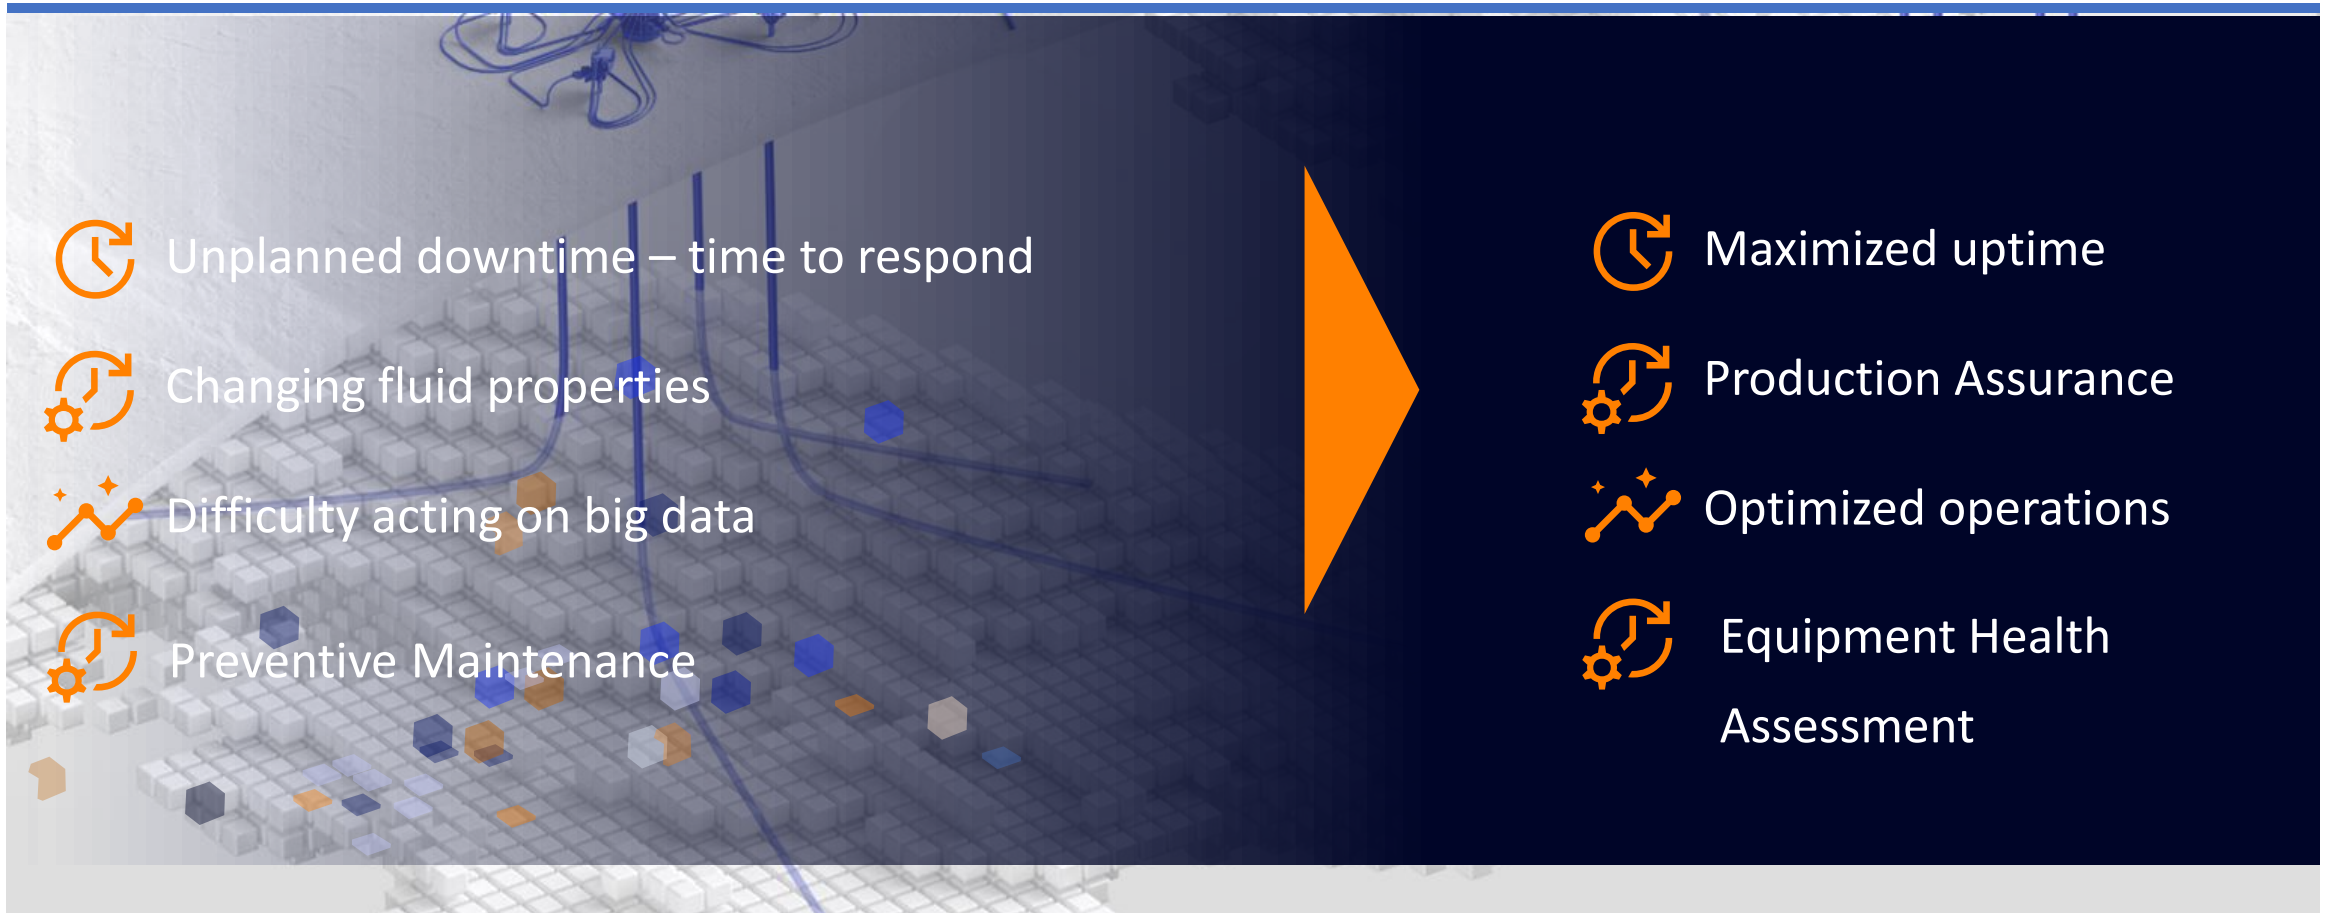 Unplanned downtime – time to respond
Changing fluid properties
Difficulty acting on big data
Preventive Maintenance
Maximized uptime
Production Assurance
Optimized operations
Equipment Health
Assessment